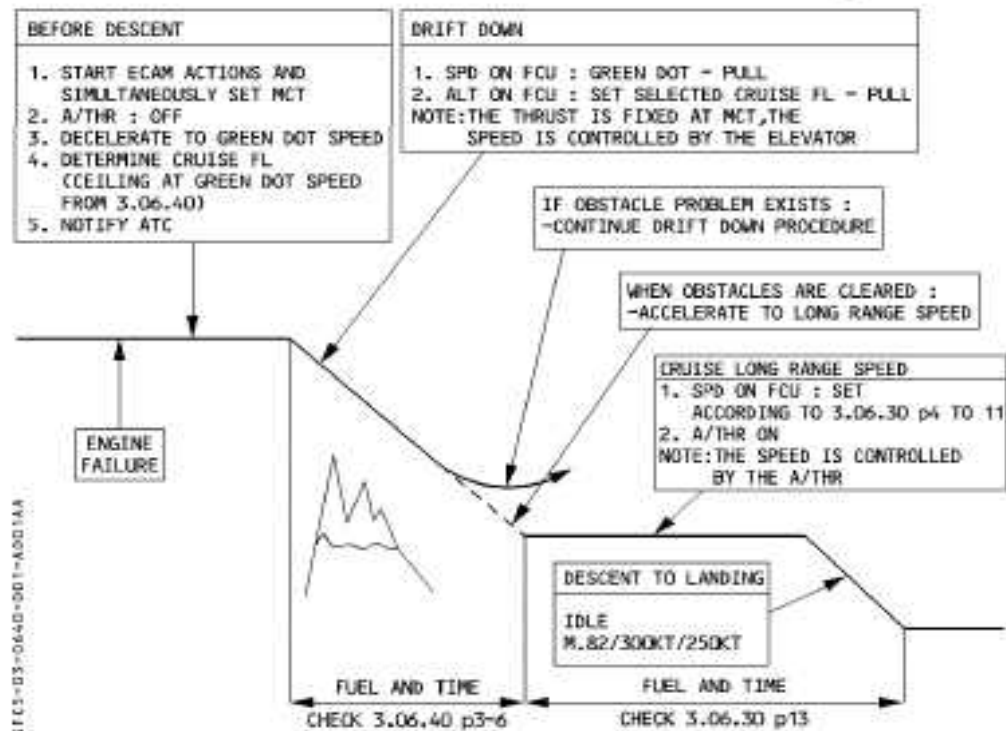 BEFORE DESCENT
1. START ECAM ACTIONS AND
SIMULTANEOUSLY SET MCT
2. A/THR : OFF
3. DECELERATE TO GREEN DOT SPEED
4. DETERMINE CRUISE FL
(CEILING AT GREEN DOT SPEED
FROM 3.06.40)
5. NOTIFY ATC
DRIFT DOWN
1. SPD ON FCU : GREEN DOT - PULL
2. ALT ON FCU : SET SELECTED CRUISE FL - PULL
NOTE:THE THRUST IS FIXED AT MCT,THE
SPEED IS CONTROLLED BY THE ELEVATOR
IF OBSTACLE PROBLEM EXISTS :
-CONTINUE DRIFT DOWN PROCEDURE
WHEN OBSTACLES ARE CLEARED :
-ACCELERATE TO LONG RANGE SPEED
CRUISE LONG RANGE SPEED
1. SPD ON FCU : SET
ACCORDING TO 3.06.30 p4 TO 11
2. A/THR ON
NOTE:THE SPEED IS CONTROLLED
BY THE A/THR
ENGINE
FAILURE
DESCENT TO LANDING
IDLE
M.82/300KT/250KT
FUEL AND TIME
CHECK 3.06.40 p3-6
FUEL AND TIME
CHECK 3.06.30 p13